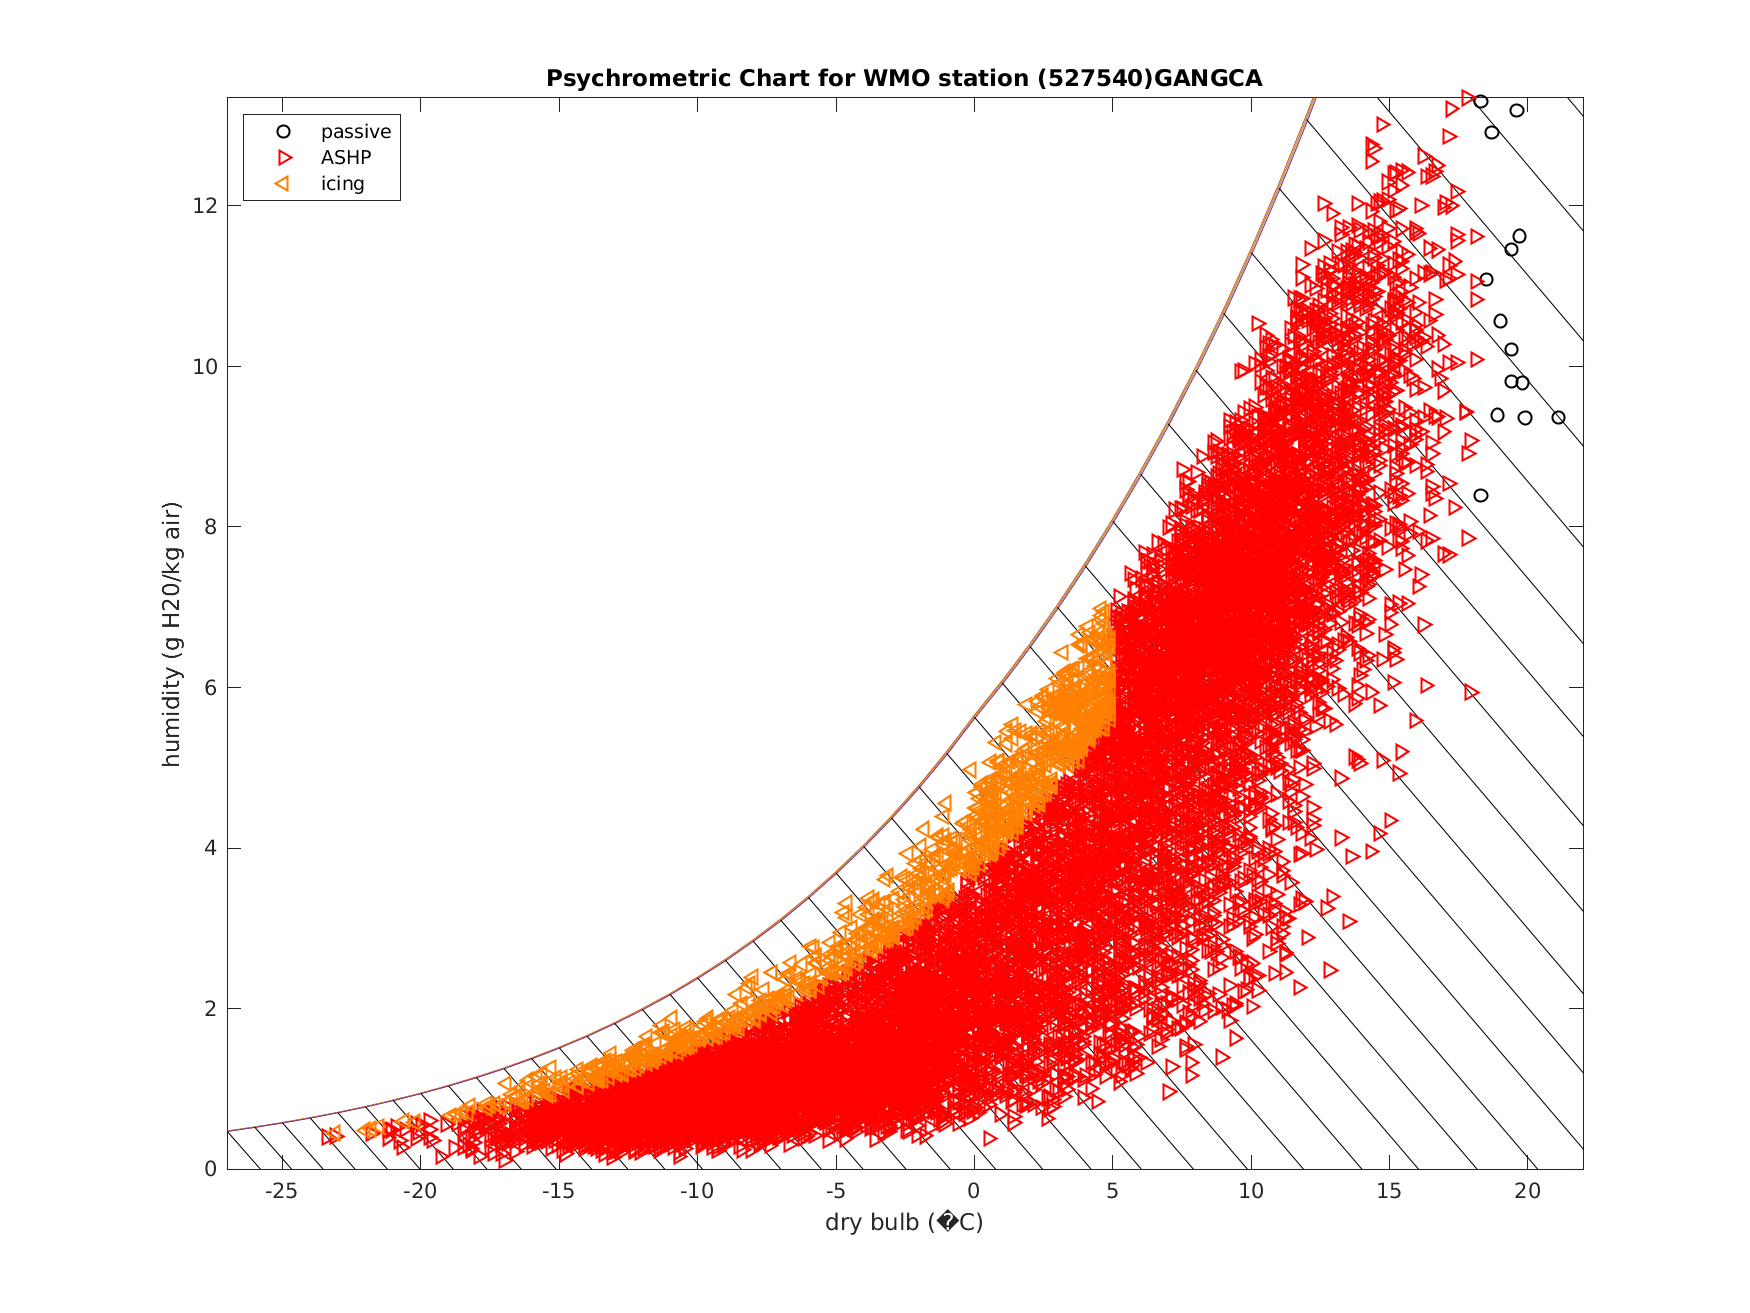 Psychrometric Chart for WMO station (527540)GANGCA
passive
ASHP
icing
humidity (g H20/kg air)
12
10
8
6
4
2
0
-25 -20 -15 -10 -5 0 5 10 15 20
dry bulb (�C)